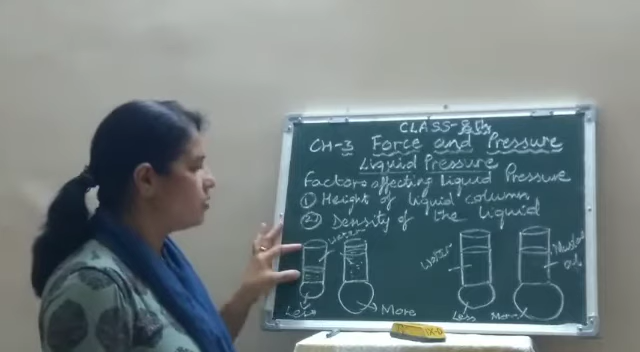 CLASS-8th
CH-3 Force and Pressure
Liquid Pressure
Factors affecting Liquid Pressure
① Height of liquid column
② Density of the liquid
Water
Less
More
Water
Mustard
Oil
Less
More